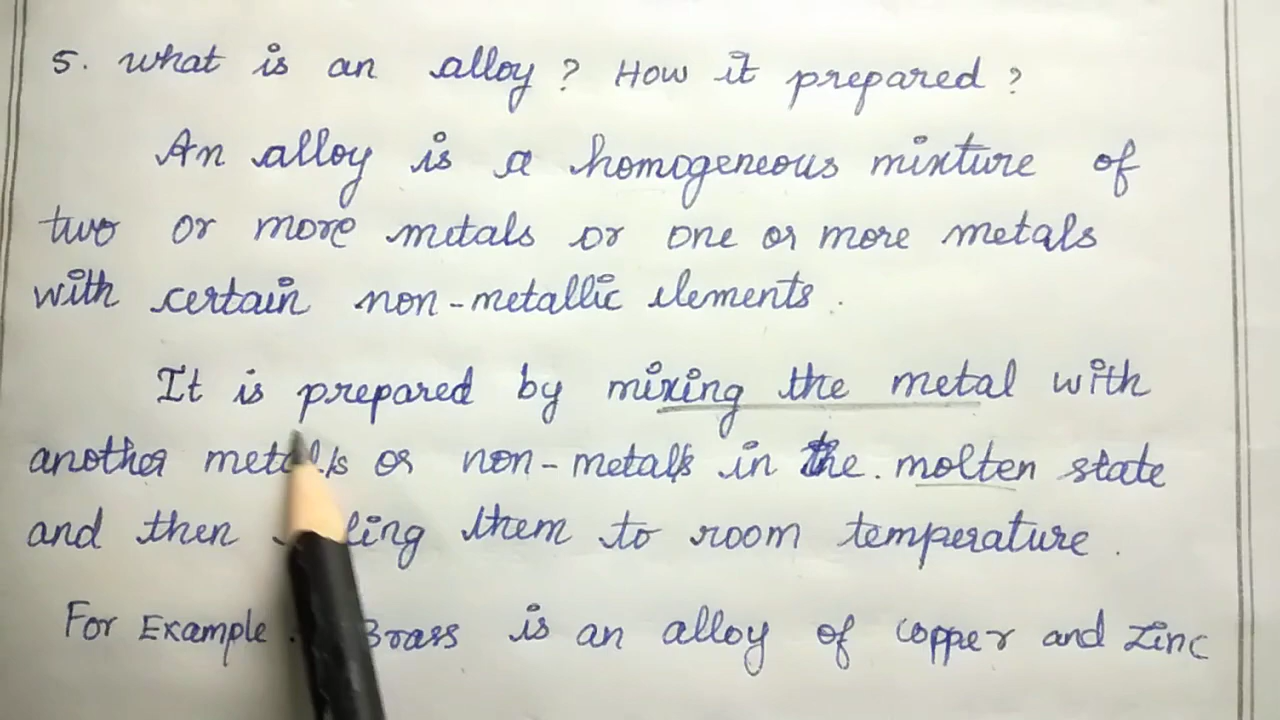 5. what is an alloy? How it prepared?
An alloy is a homogeneous mixture of
two or more metals or one or more metals
with certain non-metallic elements.
It is prepared by mixing the metal with
another metals or non-metals in the. molten state
and then ling them to room temperature.
For Example. Brass is an alloy of copper and Zinc